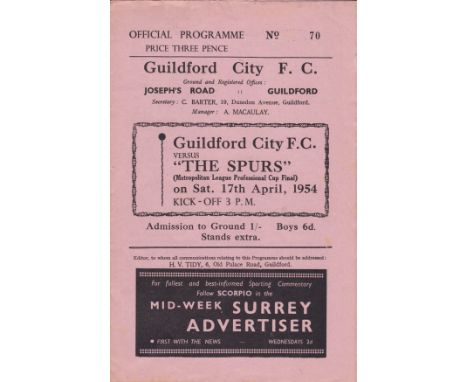 OFFICIAL PROGRAMME No 70
PRICE THREE PENCE
Guildford City F. C.
Ground and Registered Offices:
JOSEPH'S ROAD :: GUILDFORD
Secretary: C. BARTER, 10, Dunsdon Avenue, Guildford.
Manager: A. MACAULAY.
Guildford City F.C.
VERSUS
"THE SPURS"
(Metropolitan League Professional Cup Final)
on Sat. 17th April, 1954
KICK-OFF 3 P.M.
Admission to Ground 1/- Boys 6d.
Stands extra.
Editor, to whom all communications relating to this Programme should be addressed:
H. V. TIDY, 6, Old Palace Road, Guildford.
For fullest and best-informed Sporting Commentary
Follow SCORPIO in the
MID-WEEK SURREY
ADVERTISER
• FIRST WITH THE NEWS — WEDNESDAYS 3d